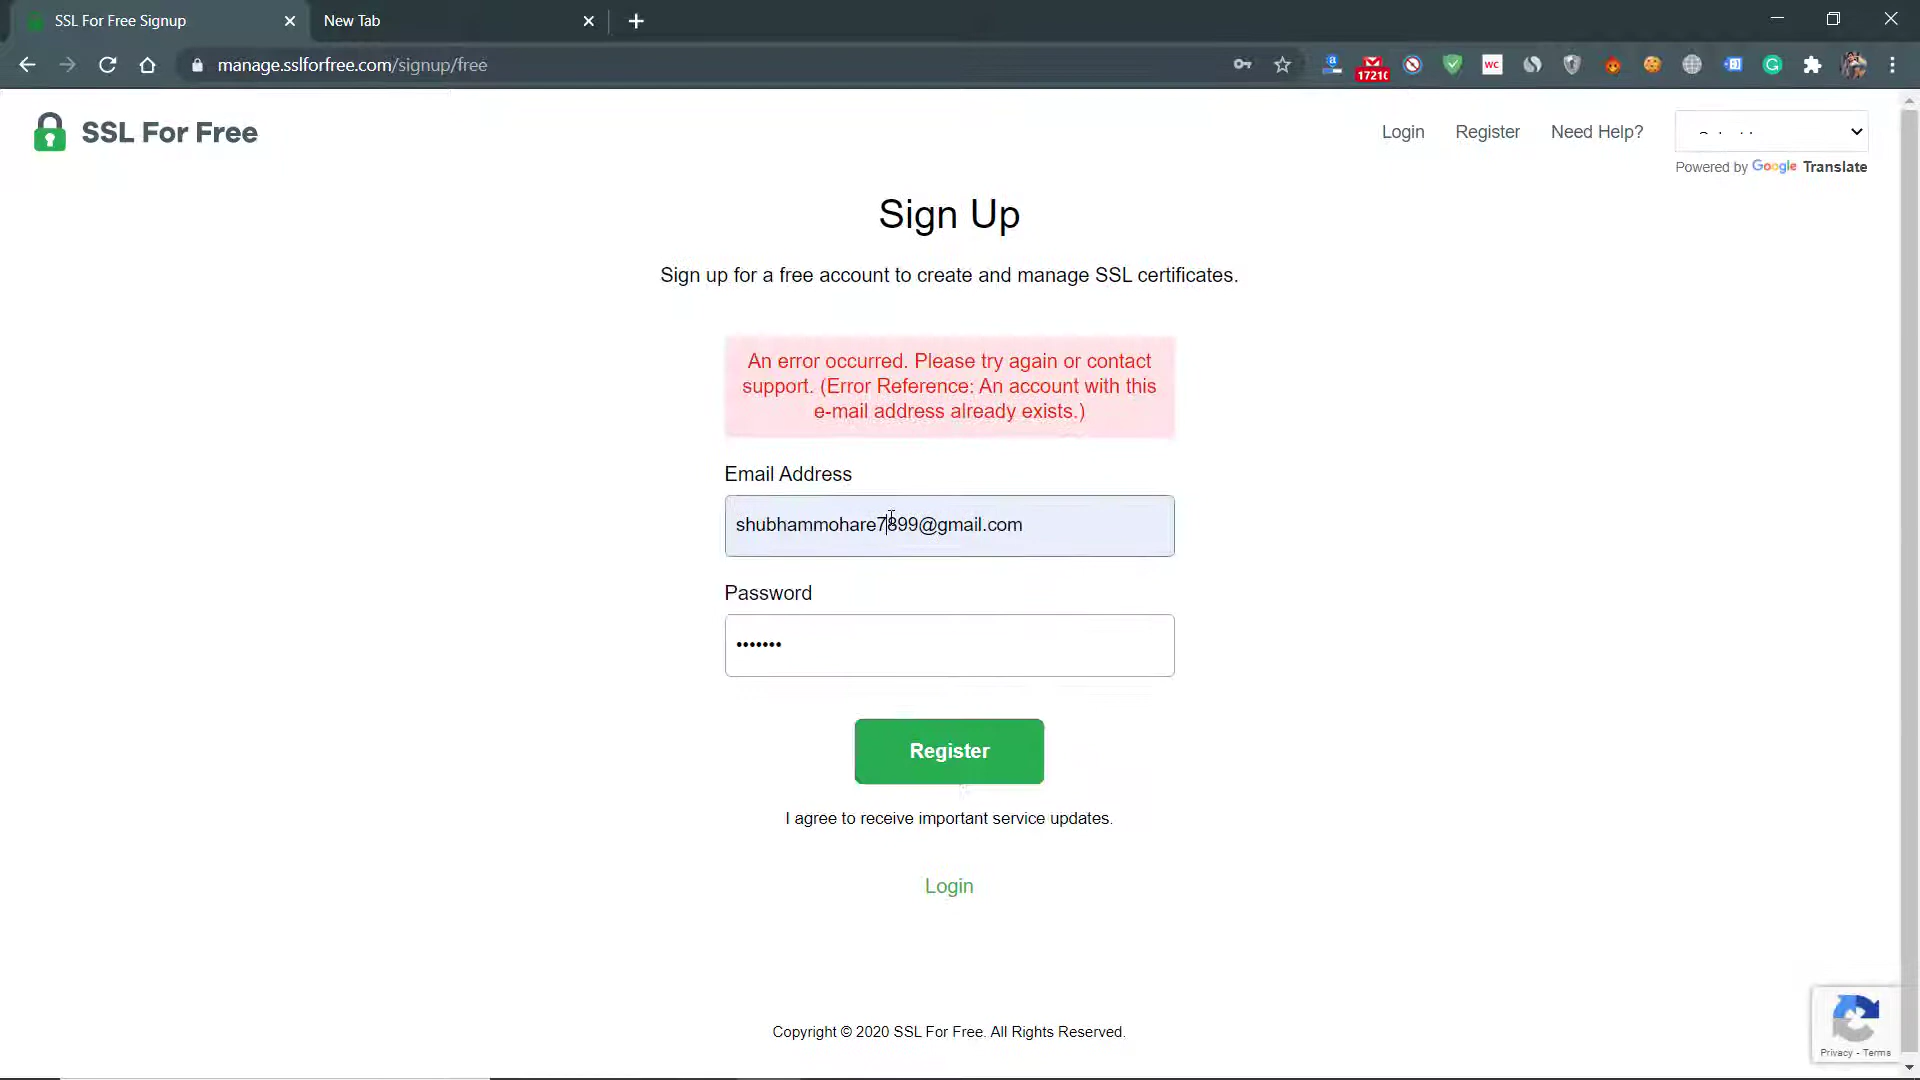 SSL For Free Signup
New Tab
manage.sslforfree.com/signup/free
17210
WC
SSL For Free
Login
Register
Need Help?
Powered by Google Translate
Sign Up
Sign up for a free account to create and manage SSL certificates.
An error occurred. Please try again or contact
support. (Error Reference: An account with this
e-mail address already exists.)
Email Address
shubhammohare7899@gmail.com
Password
•••••••
Register
I agree to receive important service updates.
Login
Copyright © 2020 SSL For Free. All Rights Reserved.
Privacy - Terms